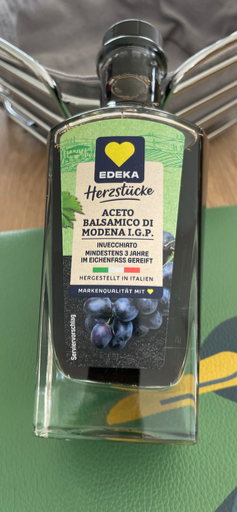 EDEKA
Herzstücke
ACETO
BALSAMICO DI
MODENA I.G.P.
INVECCHIATO
MINDESTENS 3 JAHRE
IM EICHENFASS GEREIFT
HERGESTELLT IN ITALIEN
MARKENQUALITÄT MIT
Serviervorschlag